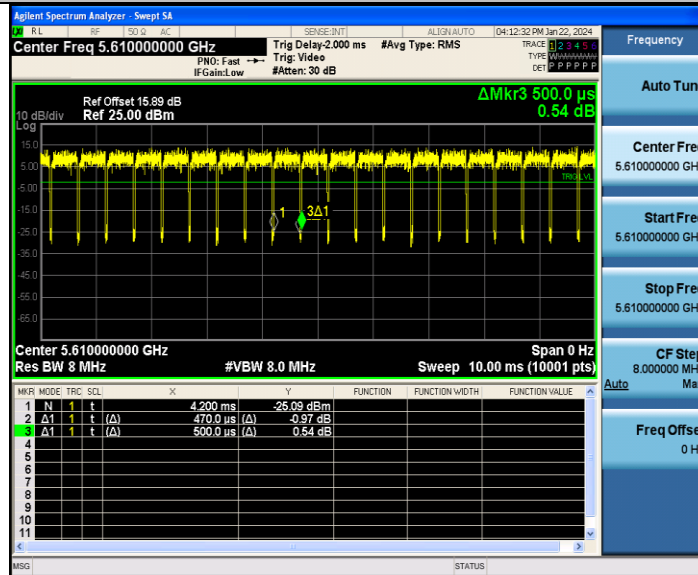 Agilent Spectrum Analyzer - Swept SA
RL RF 50 Ω AC SENSE:INT ALIGN AUTO 04:12:32 PM Jan 22, 2024
Center Freq 5.610000000 GHz
PNO: Fast
IFGain:Low
Trig Delay-2.000 ms
Trig: Video
#Atten: 30 dB
#Avg Type: RMS
TRACE 1 2 3 4 5 6
TYPE
DET P P P P P P
Ref Offset 15.89 dB
Ref 25.00 dBm
10 dB/div
Log
ΔMkr3 500.0 µs
0.54 dB
15.0
5.00
-5.00
-15.0
-25.0
-35.0
-45.0
-55.0
-65.0
TRIG LVL
1
3Δ1
Center 5.610000000 GHz Span 0 Hz
Res BW 8 MHz #VBW 8.0 MHz Sweep 10.00 ms (10001 pts)
MKR MODE TRC SCL X Y FUNCTION FUNCTION WIDTH FUNCTION VALUE
1 N 1 t 4.200 ms -25.09 dBm
2 Δ1 1 t (Δ) 470.0 µs (Δ) -0.97 dB
3 Δ1 1 t (Δ) 500.0 µs (Δ) 0.54 dB
4
5
6
7
8
9
10
11
MSG STATUS
Frequency
Auto Tun
Center Fre
5.610000000 GH
Start Fre
5.610000000 GH
Stop Fre
5.610000000 GH
CF Step
8.000000 MH
Auto Ma
Freq Offse
0 H